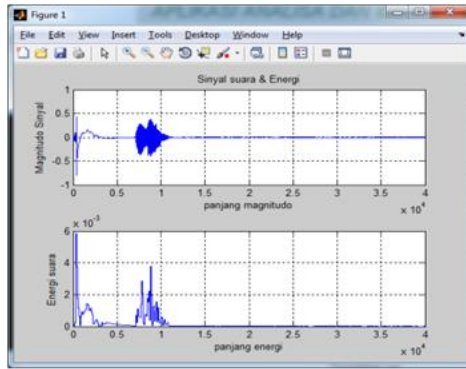 Figure 1
APLIKASI ANALISA DAN
File Edit View Insert Tools Desktop Window Help
Sinyal suara & Energi
Magnitudo Sinyal
1
0.5
0
-0.5
-1
0 0.5 1 1.5 2 2.5 3 3.5 4
panjang magnitudo
x 10^4
x 10^-3
Energi suara
6
4
2
0
0 0.5 1 1.5 2 2.5 3 3.5 4
panjang energi
x 10^4